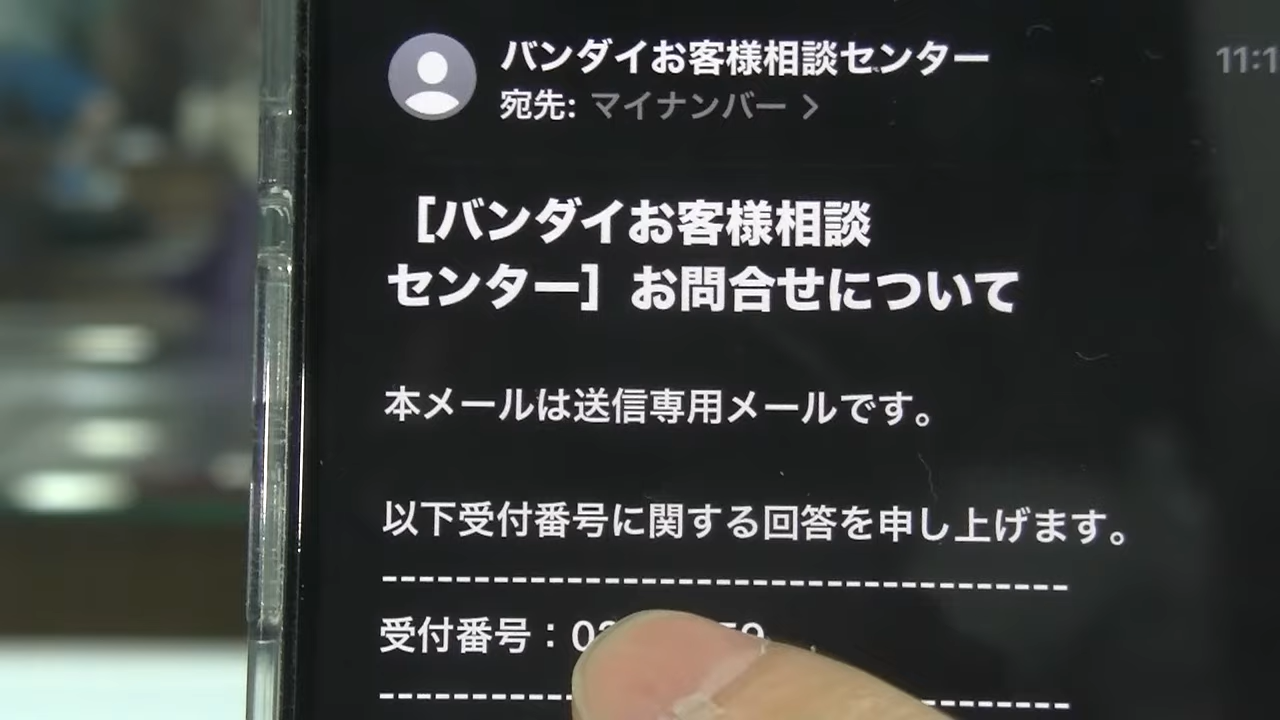 バンダイお客様相談センター
11:1
宛先: マイナンバー >
［バンダイお客様相談
センター］お問合せについて
本メールは送信専用メールです。
以下受付番号に関する回答を申し上げます。
------------------------------------
受付番号：02
------------------------------------